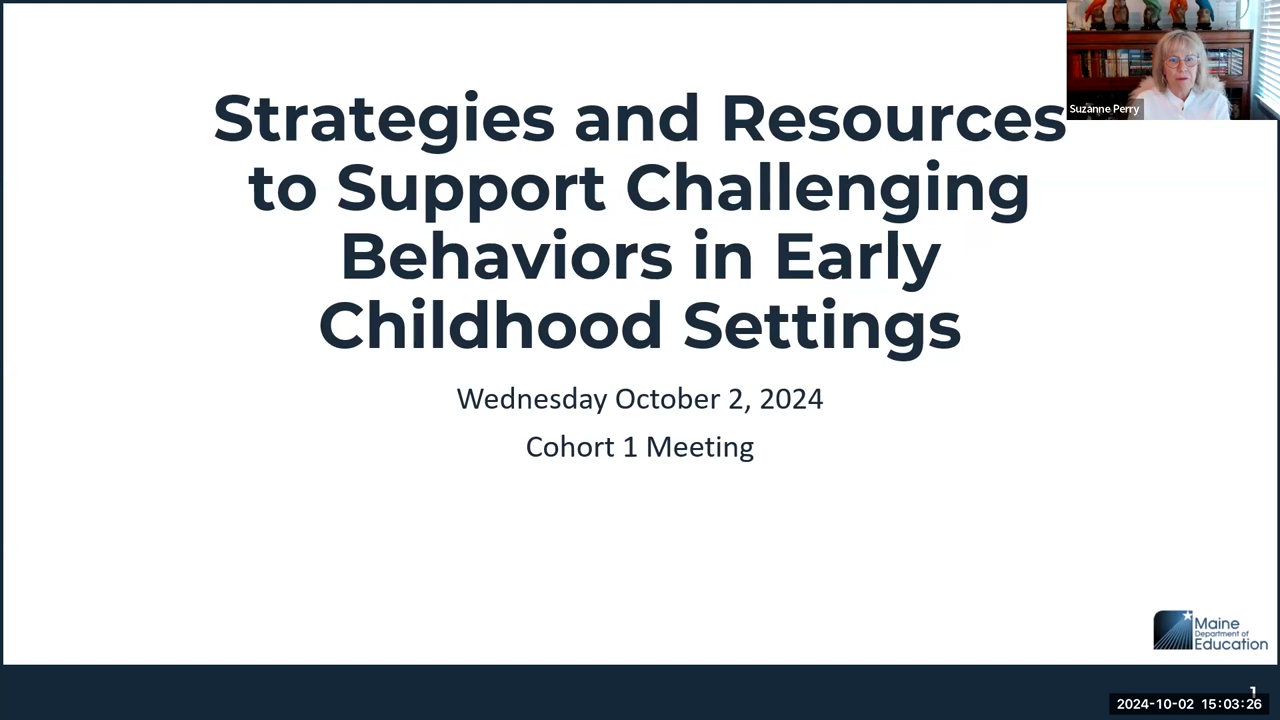 Strategies and Resources
to Support Challenging
Behaviors in Early
Childhood Settings
Wednesday October 2, 2024
Cohort 1 Meeting
Suzanne Perry
Maine
Department of
Education
1
2024-10-02 15:03:26